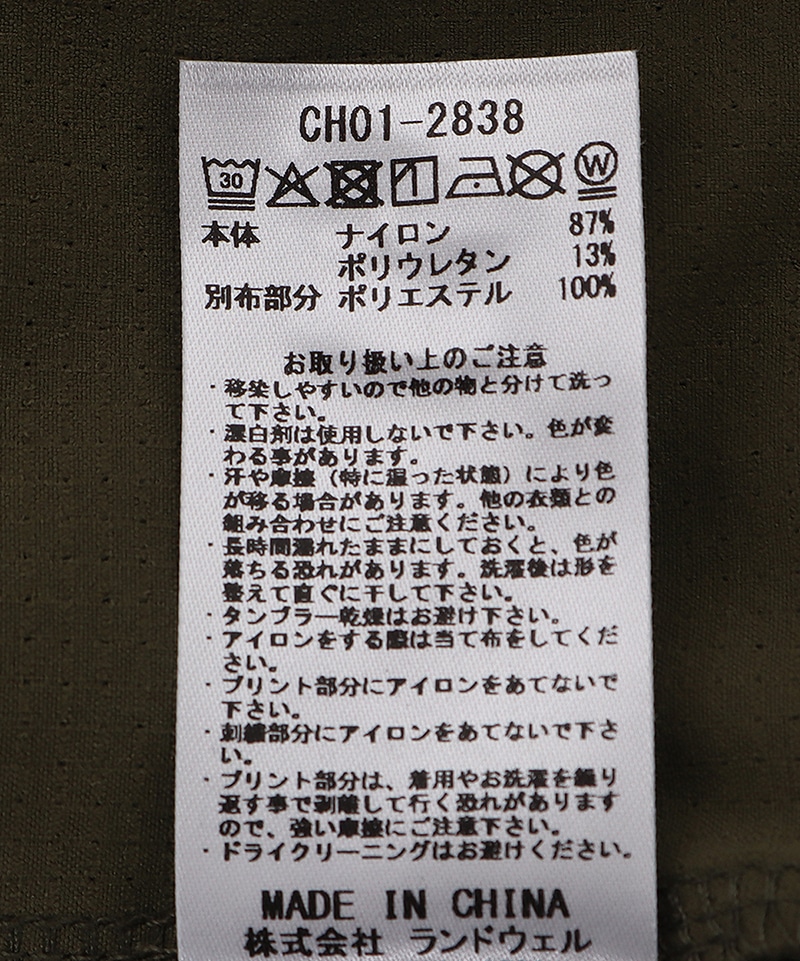 CH01-2838
30 W
本体 ナイロン 87%
ポリウレタン 13%
別布部分 ポリエステル 100%
お取り扱い上のご注意
・移染しやすいので他の物と分けて洗っ
て下さい。
・漂白剤は使用しないで下さい。色が変
わる事があります。
・汗や摩擦（特に湿った状態）により色
が移る場合があります。他の衣類との
組み合わせにご注意ください。
・長時間濡れたままにしておくと、色が
落ちる恐れがあります。洗濯後は形を
整えて直ぐに干して下さい。
・タンブラー乾燥はお避け下さい。
・アイロンをする際は当て布をしてくだ
さい。
・プリント部分にアイロンをあてないで
下さい。
・刺繍部分にアイロンをあてないで下さ
い。
・プリント部分は、着用やお洗濯を繰り
返す事で剥離して行く恐れがあります
ので、強い摩擦にご注意下さい。
・ドライクリーニングはお避けください。
MADE IN CHINA
株式会社 ランドウェル